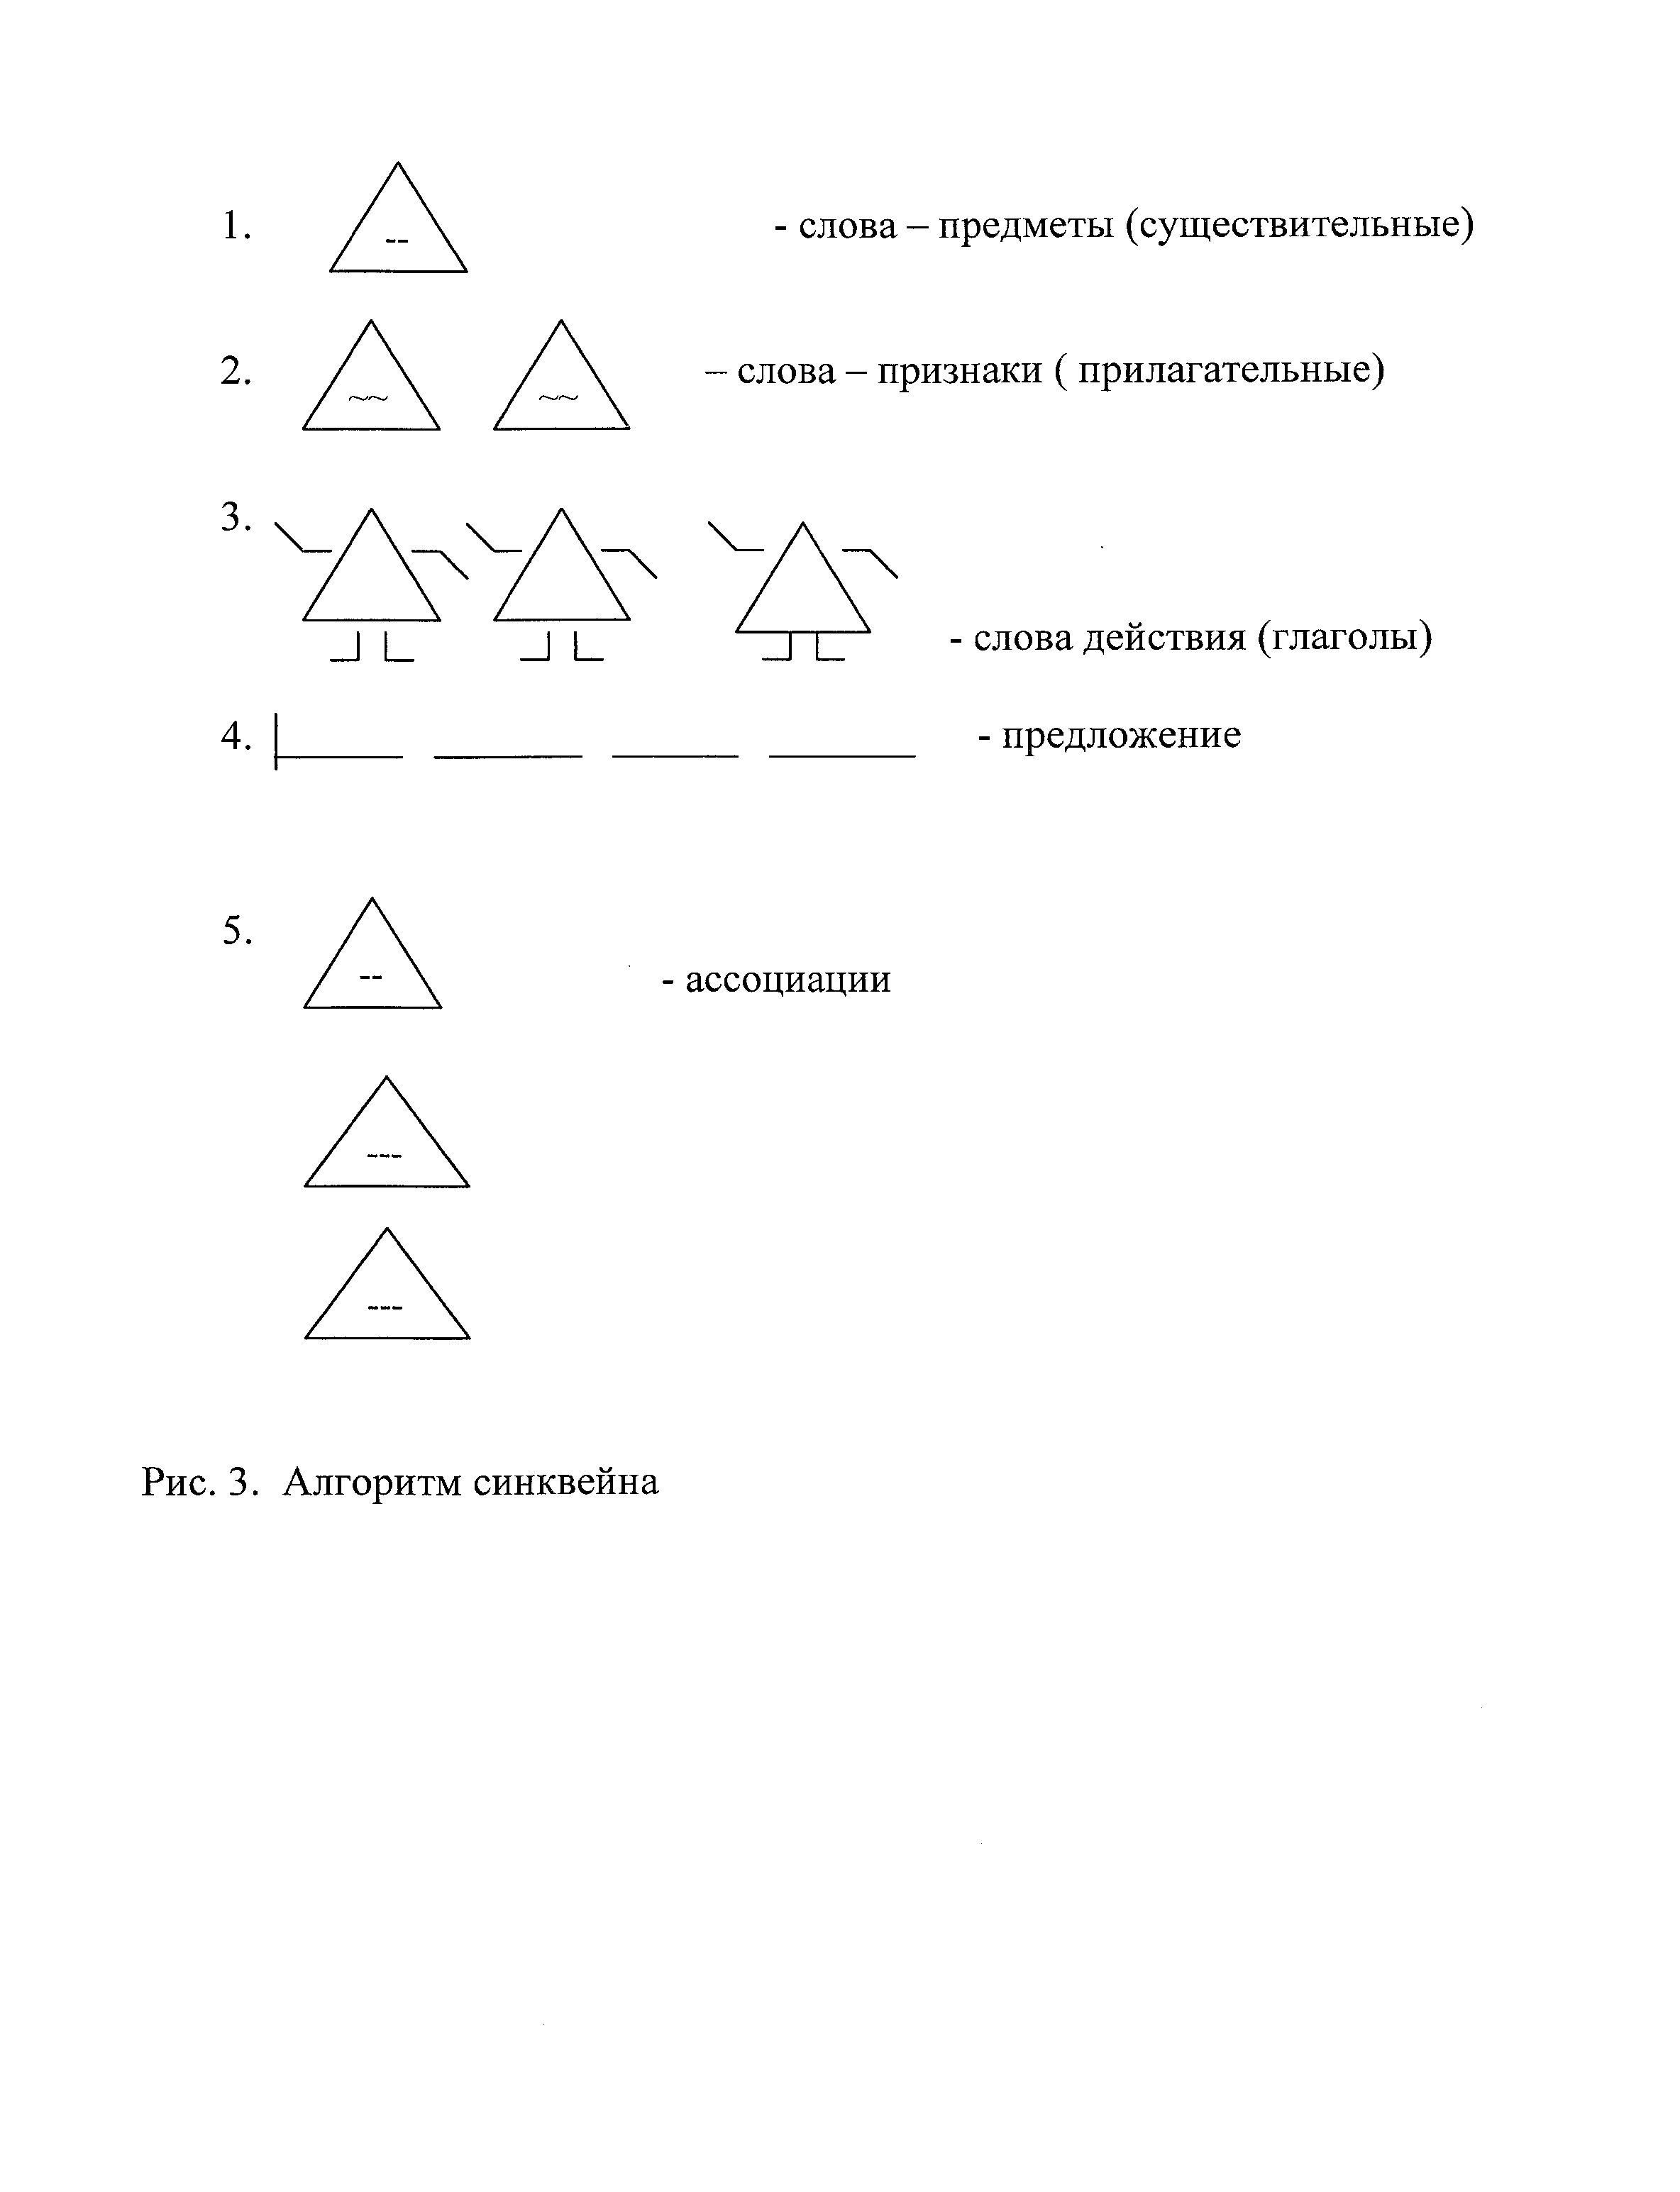 1. - слова – предметы (существительные)
2. – слова – признаки ( прилагательные)
3. - слова действия (глаголы)
4. - предложение
5. - ассоциации
Рис. 3. Алгоритм синквейна